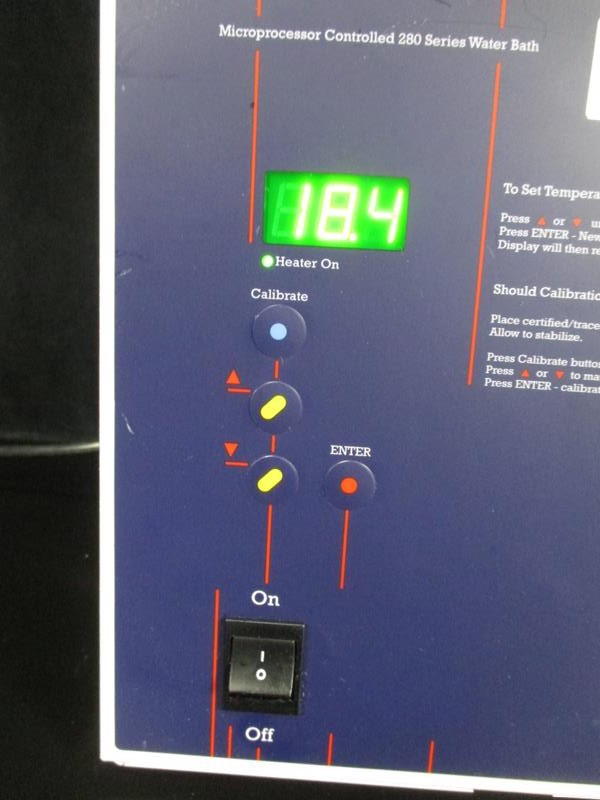 Microprocessor Controlled 280 Series Water Bath
18.4
Heater On
Calibrate
ENTER
On
Off
To Set Tempera
Press ▲ or ▼ u
Press ENTER - New
Display will then re
Should Calibratio
Place certified/trace
Allow to stabilize.
Press Calibrate butto
Press ▲ or ▼ to ma
Press ENTER - calibrat